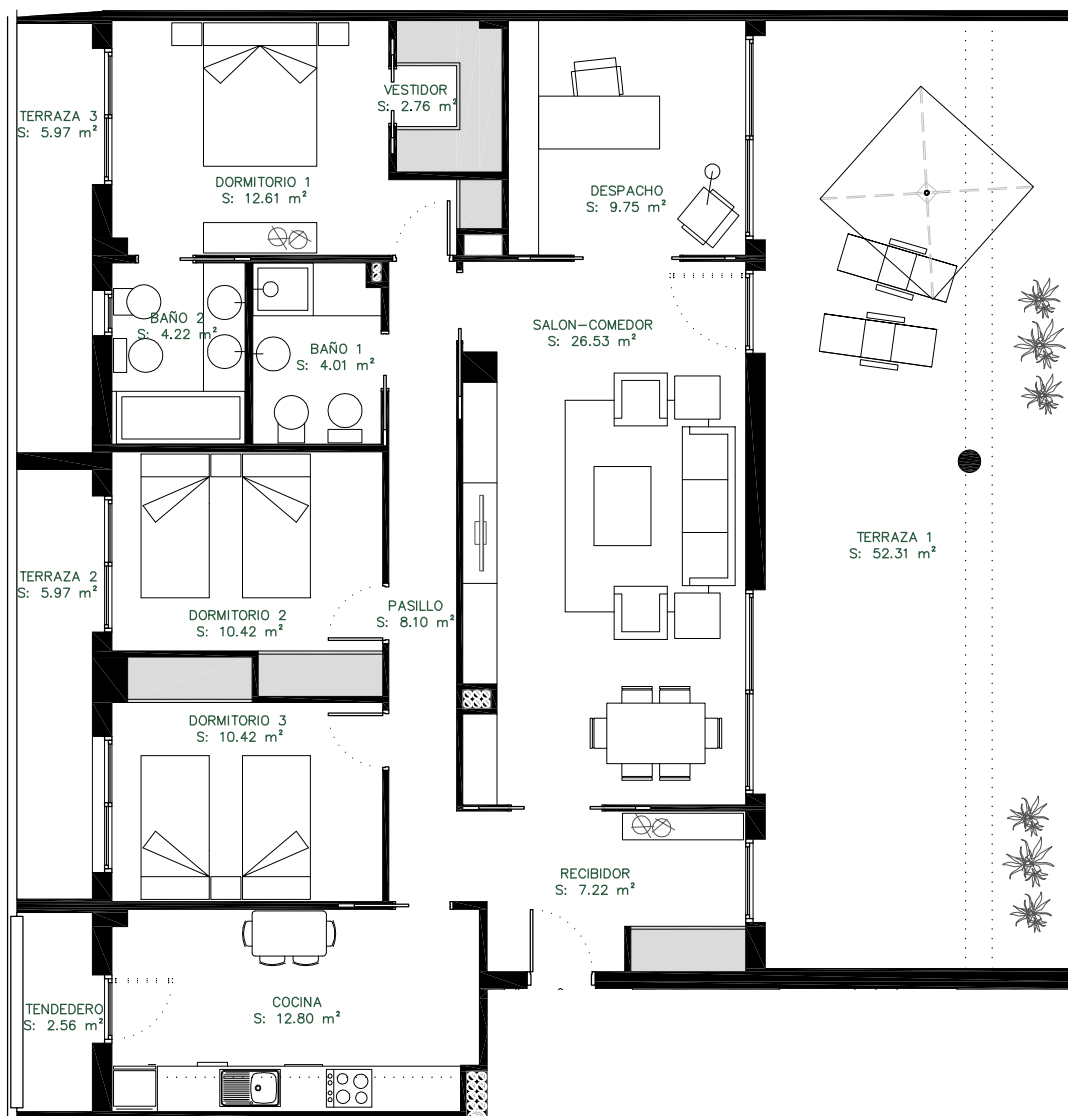 VESTIDOR
S: 2.76 m²
TERRAZA 3
S: 5.97 m²
DORMITORIO 1
S: 12.61 m²
DESPACHO
S: 9.75 m²
BAÑO 2
S: 4.22 m²
BAÑO 1
S: 4.01 m²
SALON-COMEDOR
S: 26.53 m²
TERRAZA 1
S: 52.31 m²
TERRAZA 2
S: 5.97 m²
DORMITORIO 2
S: 10.42 m²
PASILLO
S: 8.10 m²
DORMITORIO 3
S: 10.42 m²
RECIBIDOR
S: 7.22 m²
TENDEDERO
S: 2.56 m²
COCINA
S: 12.80 m²